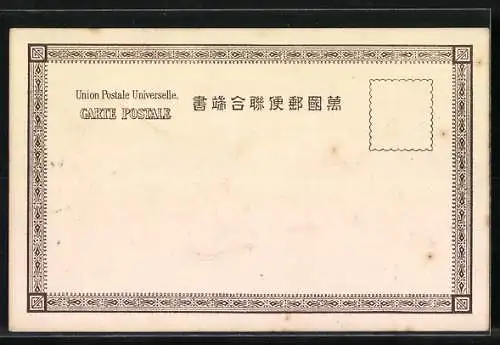 Union Postale Universelle.
CARTE POSTALE
萬國郵便聯合端書